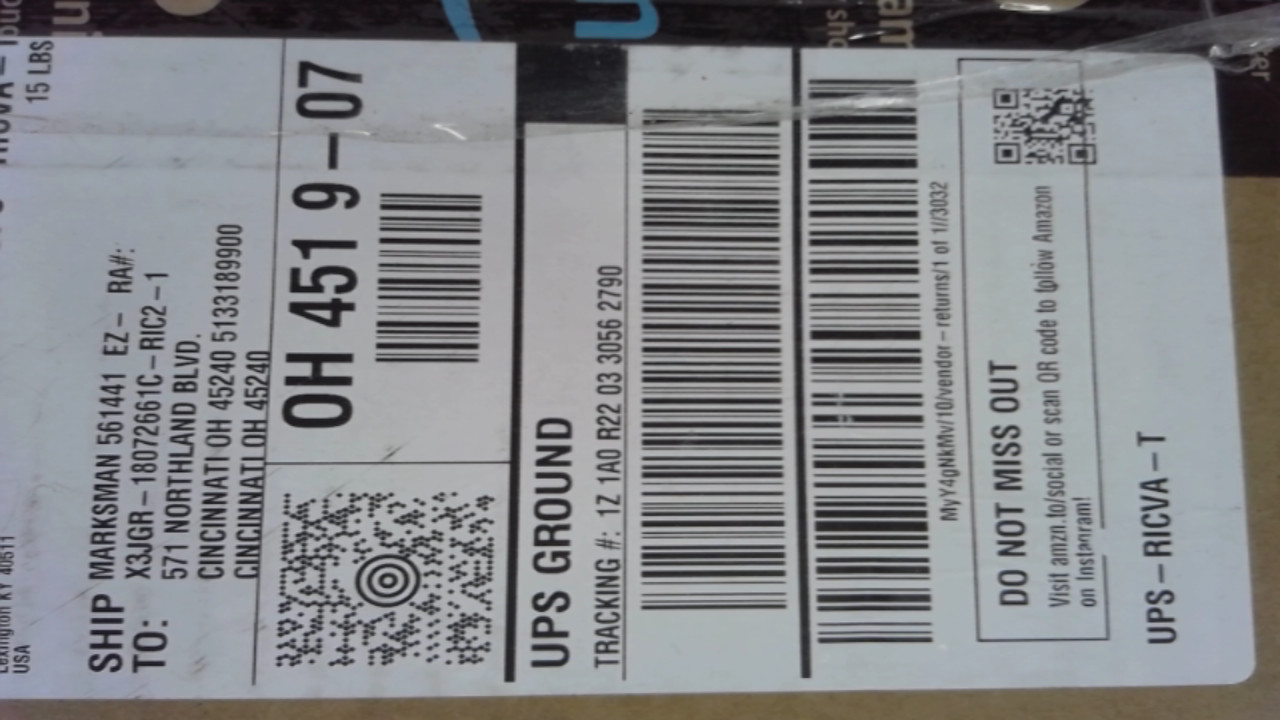 15 LBS
Lexington KY 40511
USA
SHIP
TO:
MARKSMAN 561441 EZ- RA#:
X3JGR-18072661C-RIC2-1
571 NORTHLAND BLVD.
CINCINNATI OH 45240 5133189900
CINCINNATI OH 45240
OH 451 9-07
UPS GROUND
TRACKING #: 1Z 1A0 R22 03 3056 2790
MyY4gNkMv/10/vendor-returns/1 of 1//3032
DO NOT MISS OUT
Visit amzn.to/social or scan QR code to follow Amazon
on Instagram!
UPS-RICVA-T